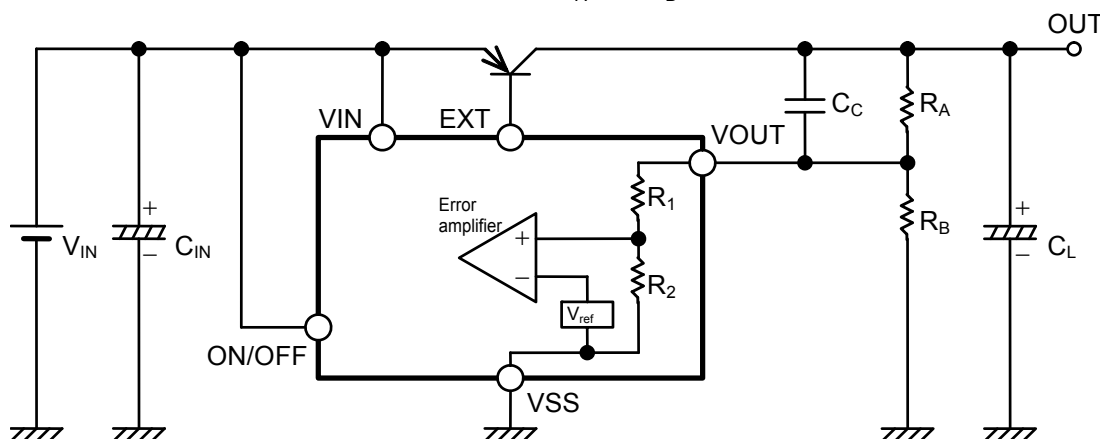 OUT
VIN
EXT
VOUT
C_C
R_A
R_1
Error
amplifier
+
−
R_2
V_ref
R_B
V_IN
+
−
C_IN
+
−
C_L
ON/OFF
VSS